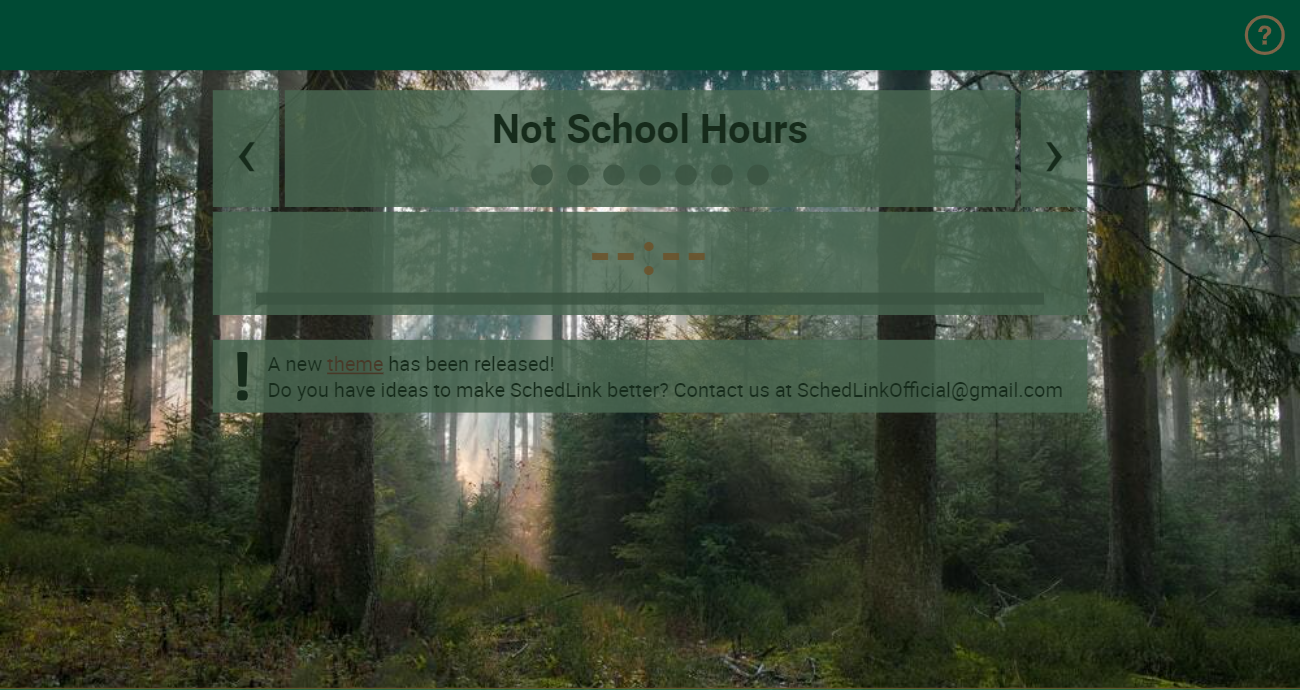 ?
‹ Not School Hours ›
--:--
! A new theme has been released!
Do you have ideas to make SchedLink better? Contact us at SchedLinkOfficial@gmail.com